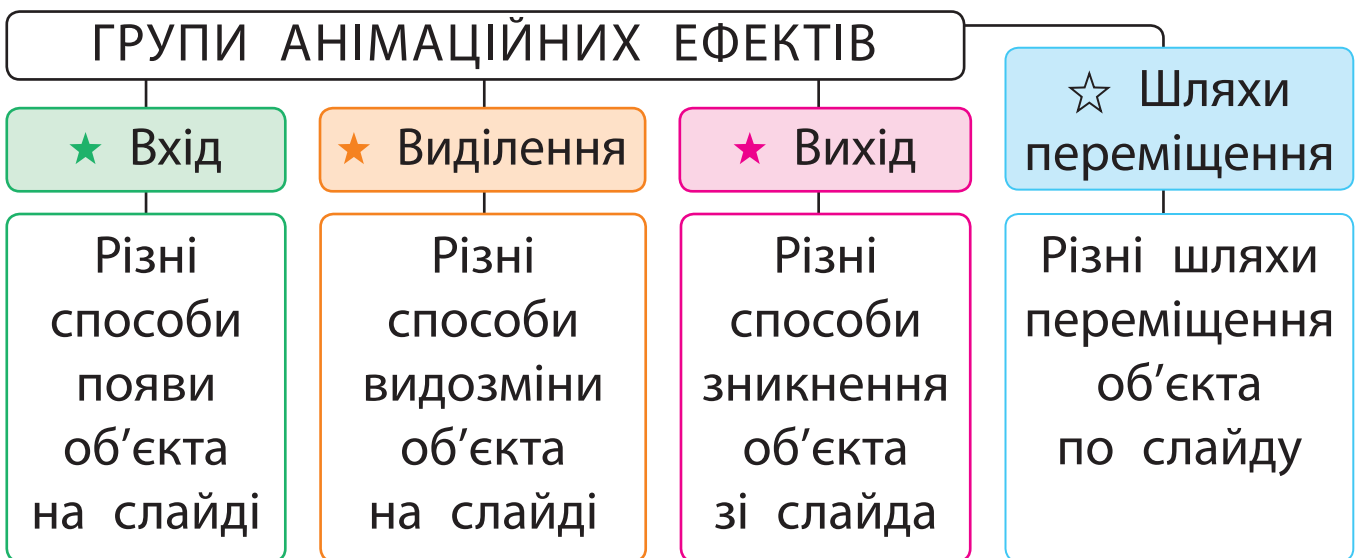 ГРУПИ АНІМАЦІЙНИХ ЕФЕКТІВ
★ Вхід
Різні
способи
появи
об’єкта
на слайді
★ Виділення
Різні
способи
видозміни
об’єкта
на слайді
★ Вихід
Різні
способи
зникнення
об’єкта
зі слайда
☆ Шляхи
переміщення
Різні шляхи
переміщення
об’єкта
по слайду